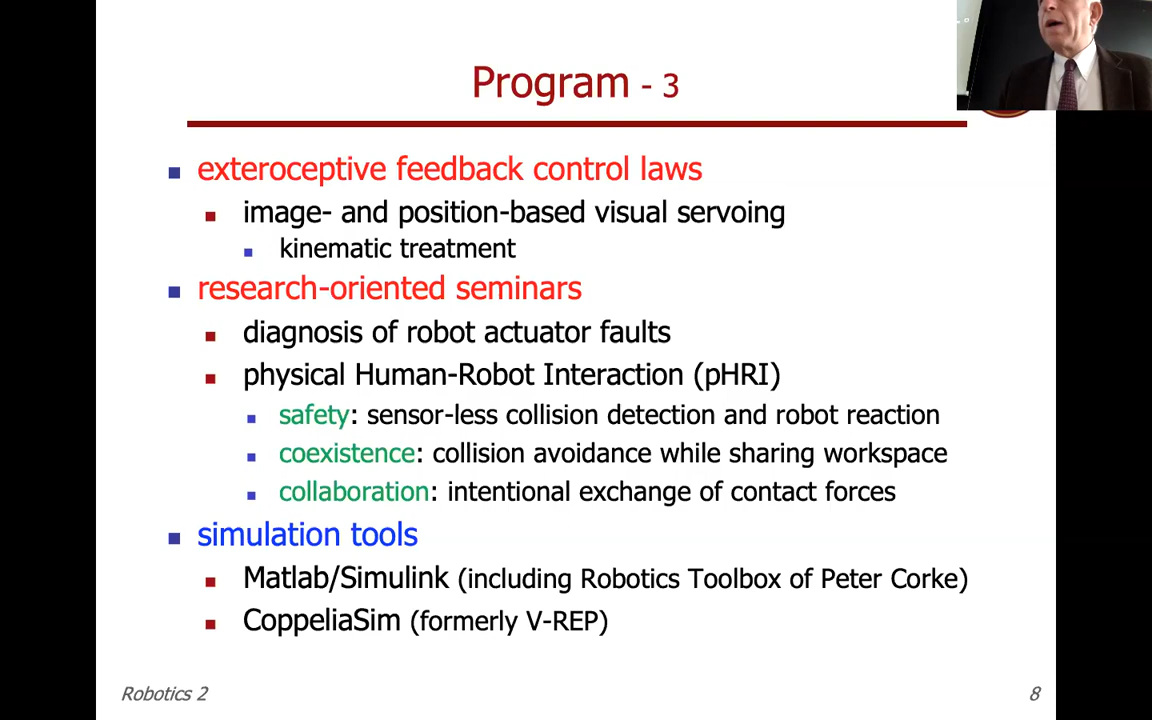 Program - 3
exteroceptive feedback control laws
image- and position-based visual servoing
kinematic treatment
research-oriented seminars
diagnosis of robot actuator faults
physical Human-Robot Interaction (pHRI)
safety: sensor-less collision detection and robot reaction
coexistence: collision avoidance while sharing workspace
collaboration: intentional exchange of contact forces
simulation tools
Matlab/Simulink (including Robotics Toolbox of Peter Corke)
CoppeliaSim (formerly V-REP)
Robotics 2
8